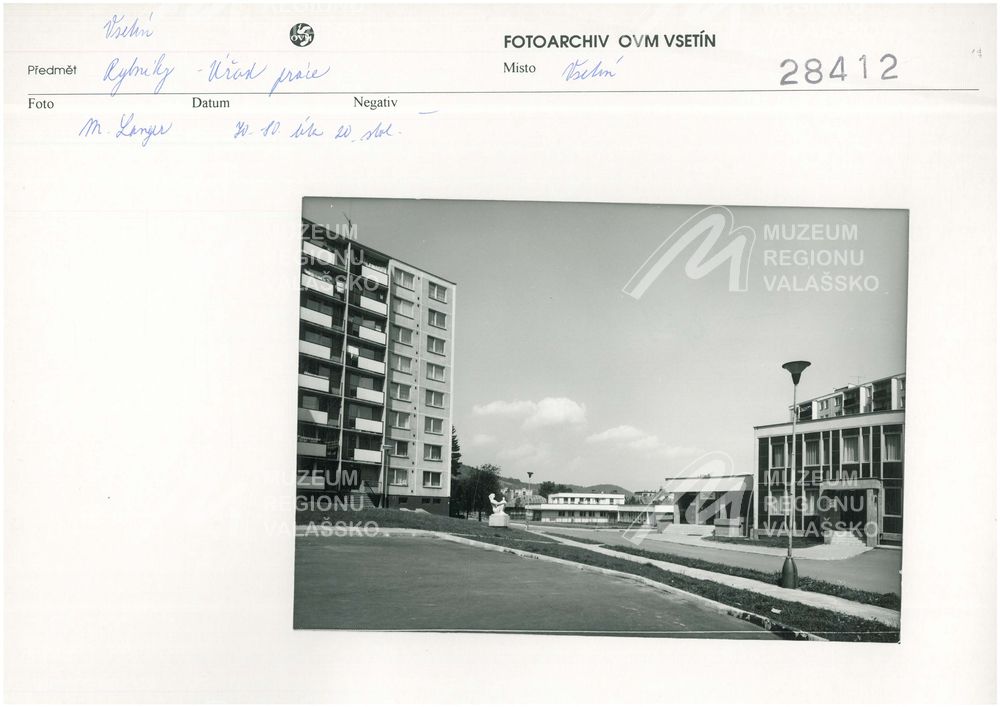 Vsetín
OVM
FOTOARCHIV OVM VSETÍN
Předmět Rybníky - Úřad práce
Místo Vsetín
28412
Foto Datum Negativ
M. Langer 70.-80. léta 20. stol. -
MUZEUM
REGIONU
VALAŠSKO
MUZEUM
REGIONU
VALAŠSKO
MUZEUM
REGIONU
VALAŠSKO
MUZEUM
REGIONU
VALAŠSKO